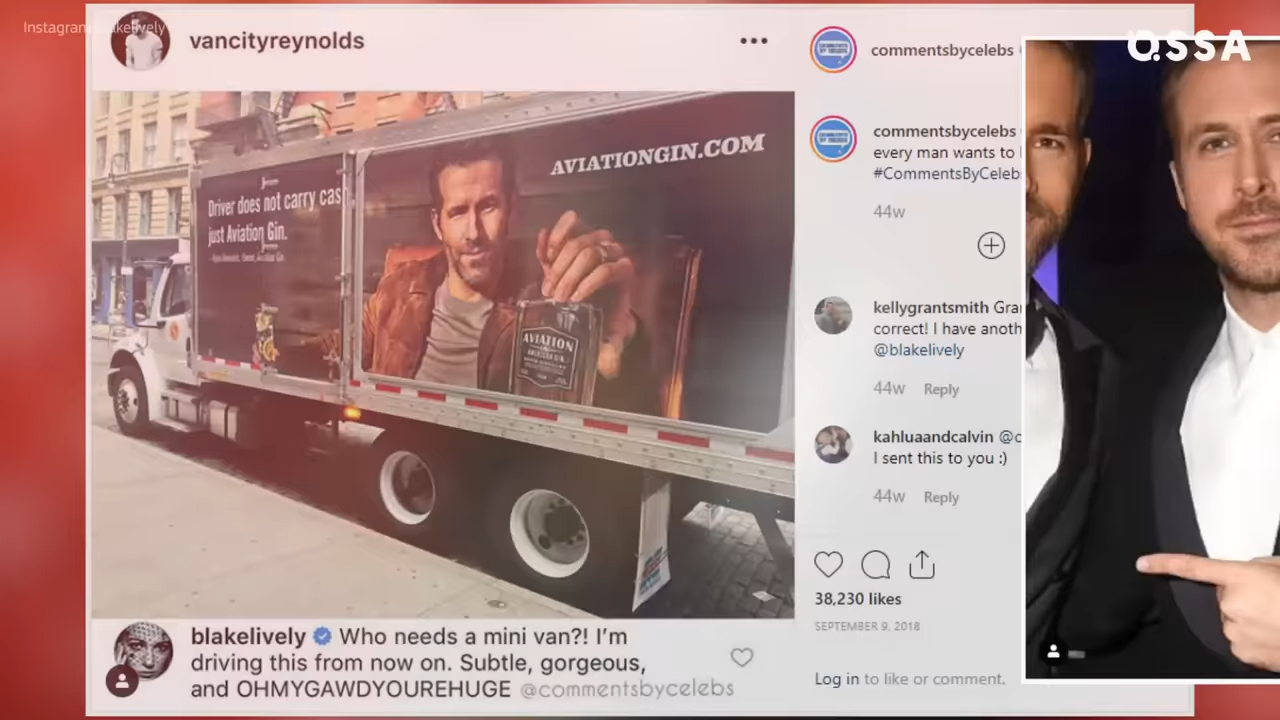 Instagram
kelively
OSSA
vancityreynolds
AVIATIONGIN.COM
Driver does not carry cash,
just Aviation Gin.
AVIATION
blakelively Who needs a mini van?! I'm
driving this from now on. Subtle, gorgeous,
and OHMYGAWDYOUREHUGE @commentsbycelebs
commentsbycelebs
commentsbycelebs
every man wants to
#CommentsByCeleb
44w
kellygrantsmith Gra
correct! I have anoth
@blakelively
44w Reply
kahluaandcalvin @c
I sent this to you :)
44w Reply
38,230 likes
SEPTEMBER 9, 2018
Log in to like or comment.